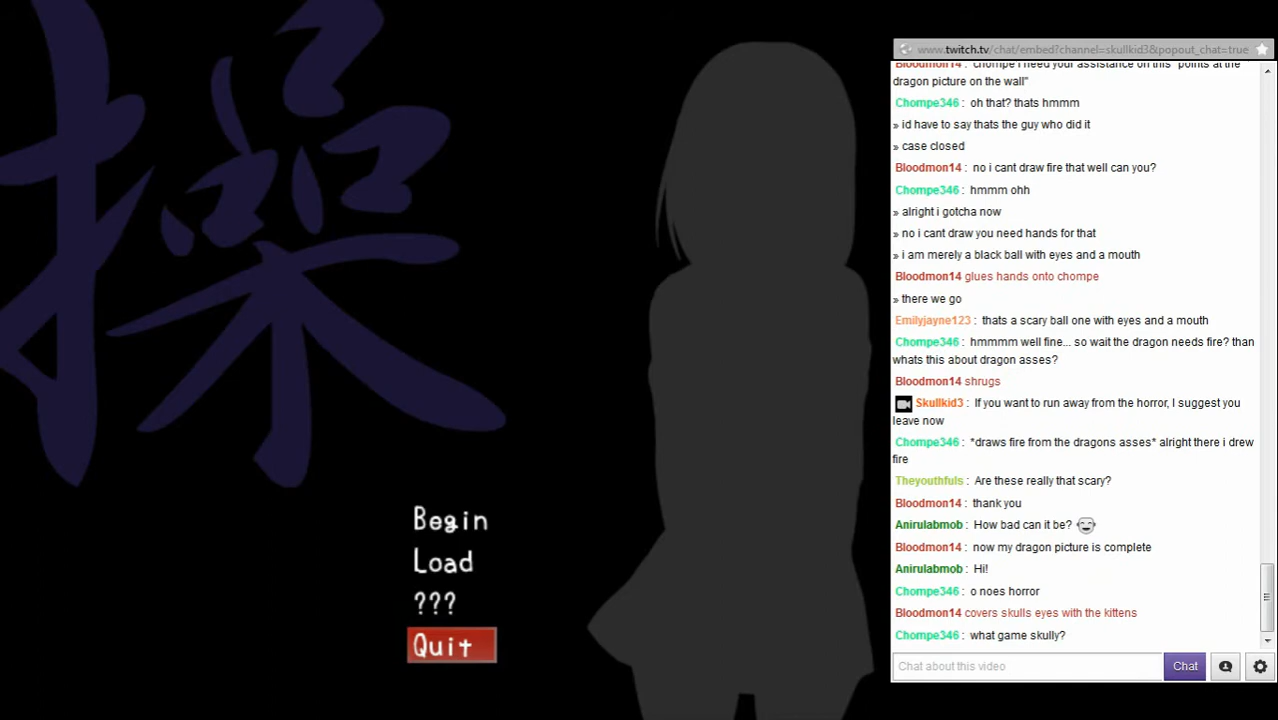 操
Begin
Load
???
Quit
www.twitch.tv/chat/embed?channel=skullkid3&popout_chat=true
Bloodmon14 : chompe i need your assistance on this "points at the
dragon picture on the wall"
Chompe346 : oh that? thats hmmm
» id have to say thats the guy who did it
» case closed
Bloodmon14 : no i cant draw fire that well can you?
Chompe346 : hmmm ohh
» alright i gotcha now
» no i cant draw you need hands for that
» i am merely a black ball with eyes and a mouth
Bloodmon14 glues hands onto chompe
» there we go
Emilyjayne123 : thats a scary ball one with eyes and a mouth
Chompe346 : hmmmm well fine... so wait the dragon needs fire? than
whats this about dragon asses?
Bloodmon14 shrugs
Skullkid3 : If you want to run away from the horror, I suggest you
leave now
Chompe346 : *draws fire from the dragons asses* alright there i drew
fire
Theyouthfuls : Are these really that scary?
Bloodmon14 : thank you
Anirulabmob : How bad can it be?
Bloodmon14 : now my dragon picture is complete
Anirulabmob : Hi!
Chompe346 : o noes horror
Bloodmon14 covers skulls eyes with the kittens
Chompe346 : what game skully?
Chat about this video
Chat